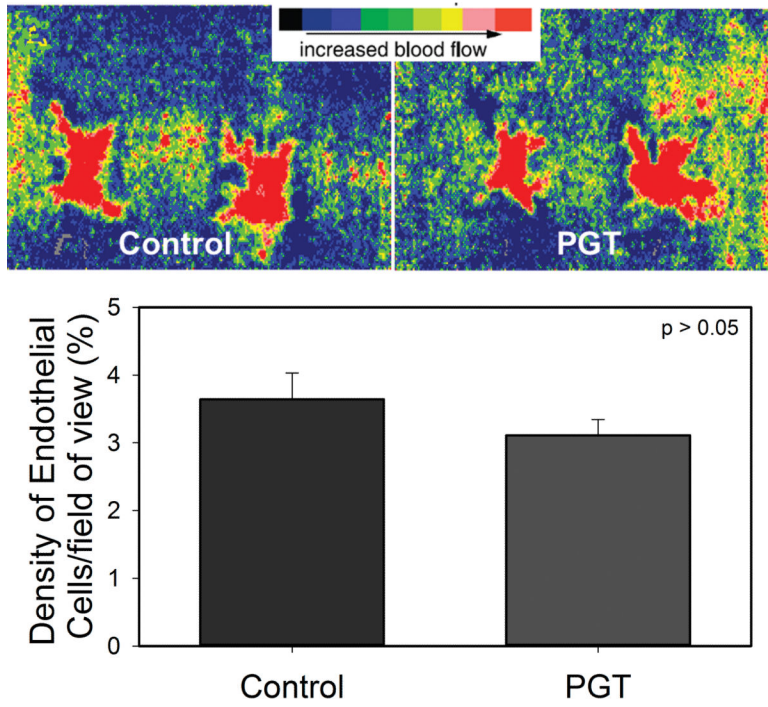 increased blood flow
Control
PGT
5
p > 0.05
4
3
2
1
0
Density of Endothelial
Cells/field of view (%)
Control
PGT